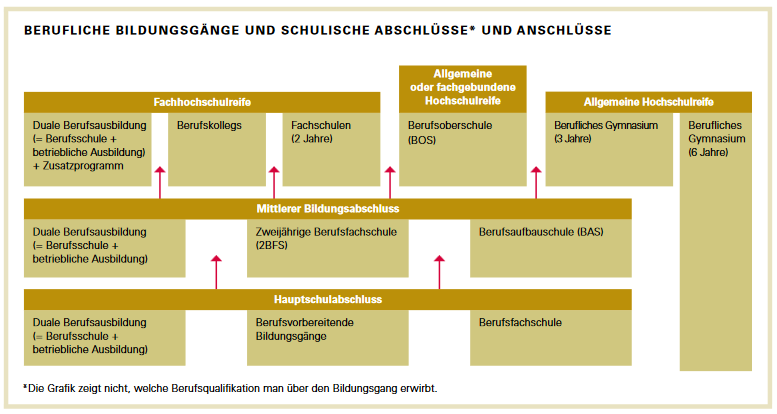 BERUFLICHE BILDUNGSGÄNGE UND SCHULISCHE ABSCHLÜSSE* UND ANSCHLÜSSE
Fachhochschulreife
Allgemeine
oder fachgebundene
Hochschulreife
Allgemeine Hochschulreife
Duale Berufsausbildung
(= Berufsschule +
betriebliche Ausbildung)
+ Zusatzprogramm
Berufskollegs
Fachschulen
(2 Jahre)
Berufsoberschule
(BOS)
Berufliches Gymnasium
(3 Jahre)
Berufliches
Gymnasium
(6 Jahre)
Mittlerer Bildungsabschluss
Duale Berufsausbildung
(= Berufsschule +
betriebliche Ausbildung)
Zweijährige Berufsfachschule
(2BFS)
Berufsaufbauschule (BAS)
Hauptschulabschluss
Duale Berufsausbildung
(= Berufsschule +
betriebliche Ausbildung)
Berufsvorbereitende
Bildungsgänge
Berufsfachschule
*Die Grafik zeigt nicht, welche Berufsqualifikation man über den Bildungsgang erwirbt.